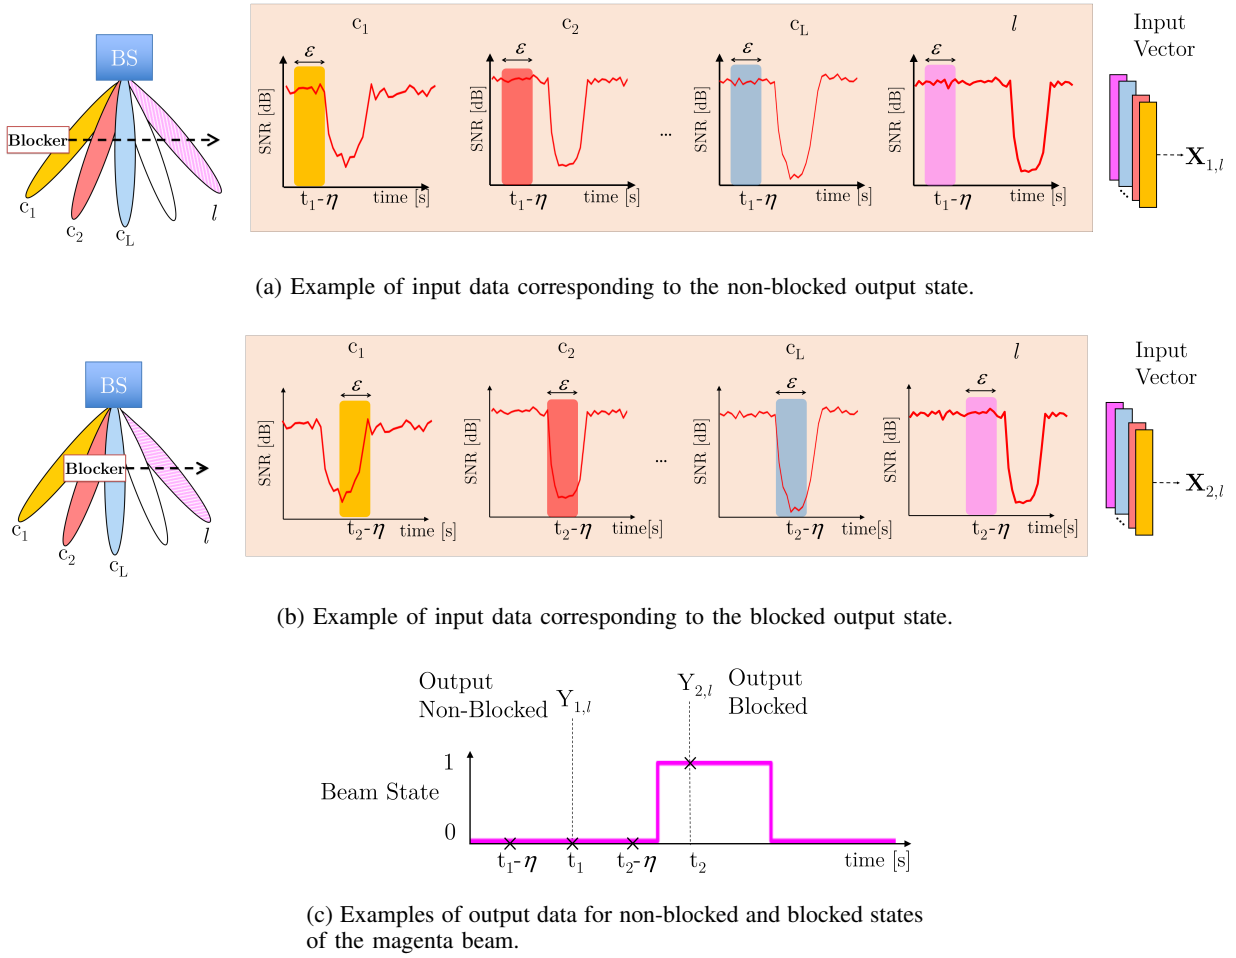 BS
Blocker
c1
c2
cL
l
c1
c2
cL
l
ε
ε
ε
ε
SNR [dB]
SNR [dB]
SNR [dB]
SNR [dB]
...
t1-η
time [s]
t1-η
time [s]
t1-η
time [s]
t1-η
time [s]
Input
Vector
X1,l
(a) Example of input data corresponding to the non-blocked output state.
BS
Blocker
c1
c2
cL
l
c1
c2
cL
l
ε
ε
ε
ε
SNR [dB]
SNR [dB]
SNR [dB]
SNR [dB]
...
t2-η
time [s]
t2-η
time[s]
t2-η
time[s]
t2-η
time[s]
Input
Vector
X2,l
(b) Example of input data corresponding to the blocked output state.
Output
Non-Blocked
Y1,l
Y2,l
Output
Blocked
1
Beam State
0
t1-η
t1
t2-η
t2
time [s]
(c) Examples of output data for non-blocked and blocked states
of the magenta beam.